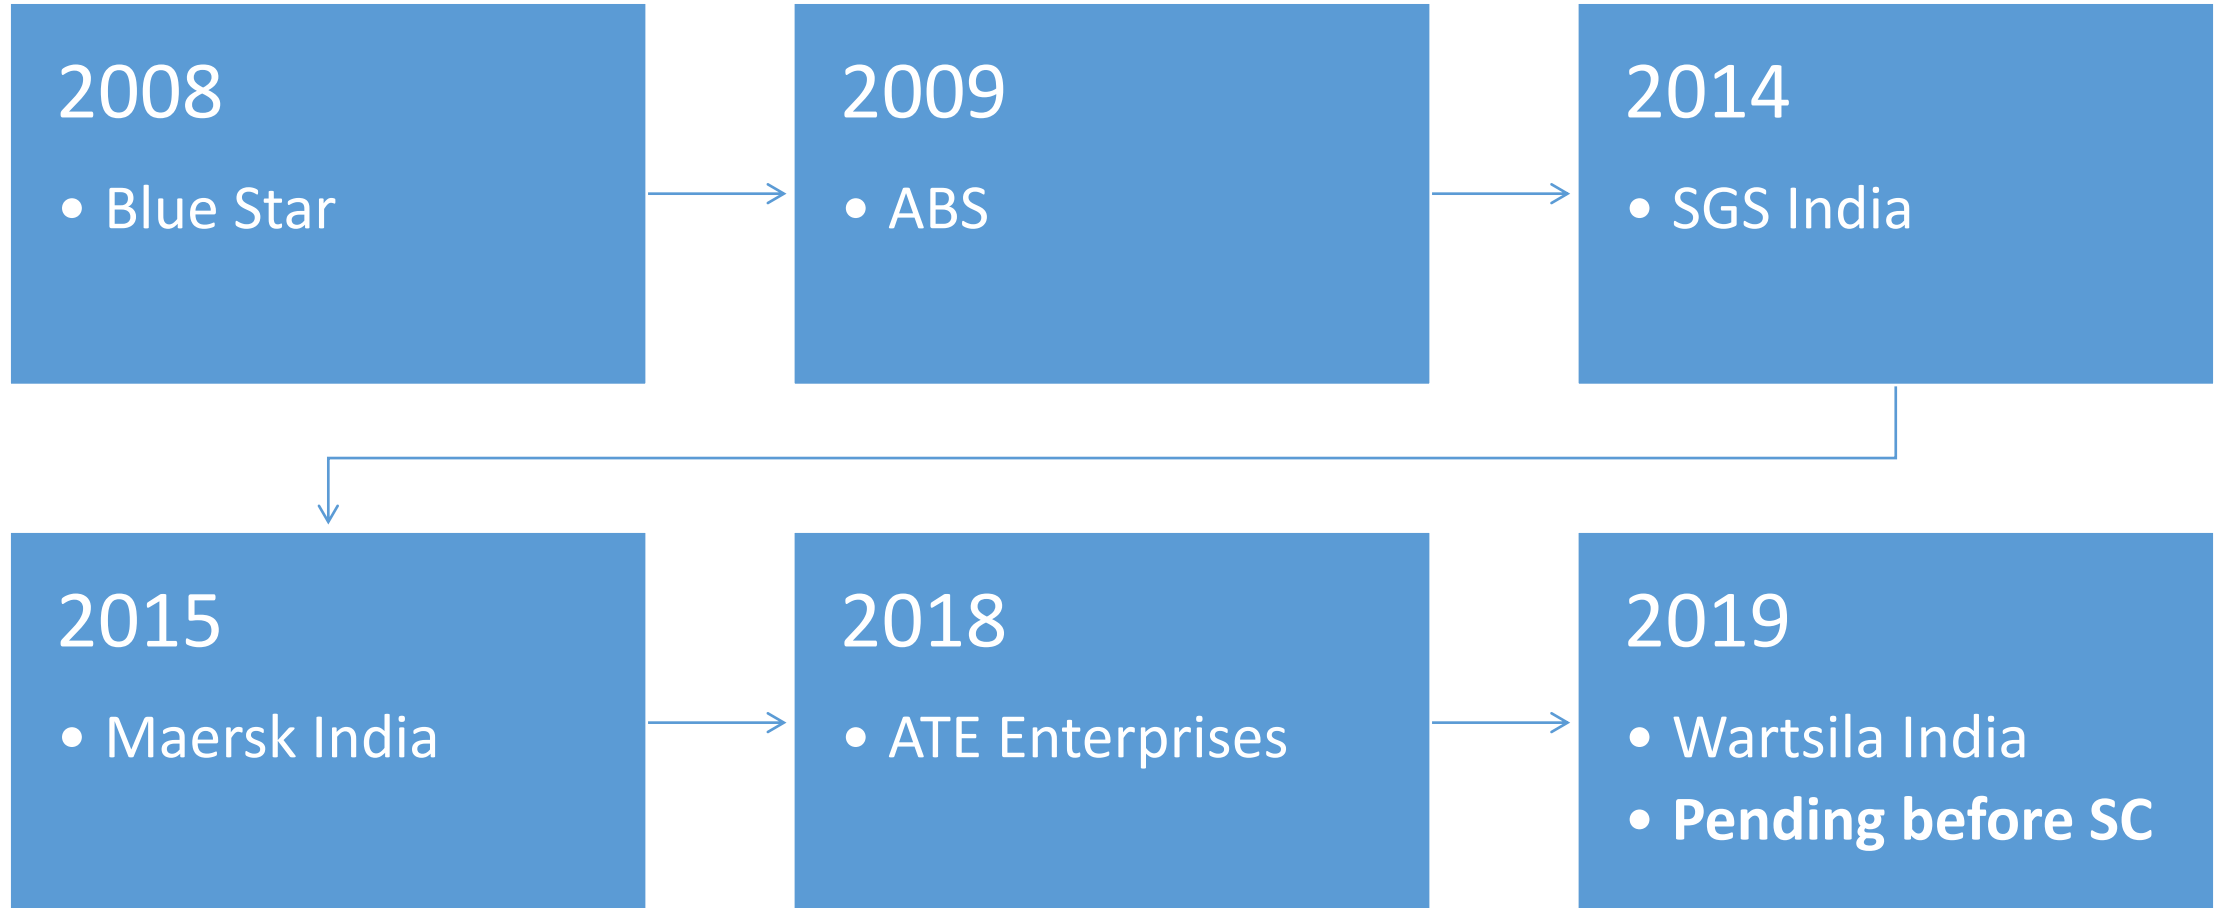 2008
• Blue Star
2009
• ABS
2014
• SGS India
2015
• Maersk India
2018
• ATE Enterprises
2019
• Wartsila India
• Pending before SC